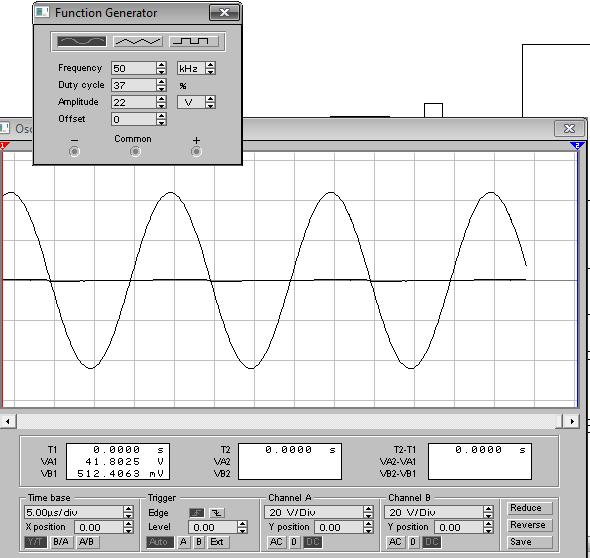 Function Generator
Frequency 50 kHz
Duty cycle 37 %
Amplitude 22 V
Offset 0
− Common +
Osc
1 2
T1 0.0000 s T2 0.0000 s T2-T1 0.0000 s
VA1 41.8025 V VA2 VA2-VA1
VB1 512.4063 mV VB2 VB2-VB1
Time base Trigger Channel A Channel B Reduce
5.00µs/div Edge 20 V/Div 20 V/Div
X position 0.00 Level 0.00 Y position 0.00 Y position 0.00 Reverse
Y/T B/A A/B Auto A B Ext AC 0 DC AC 0 DC Save